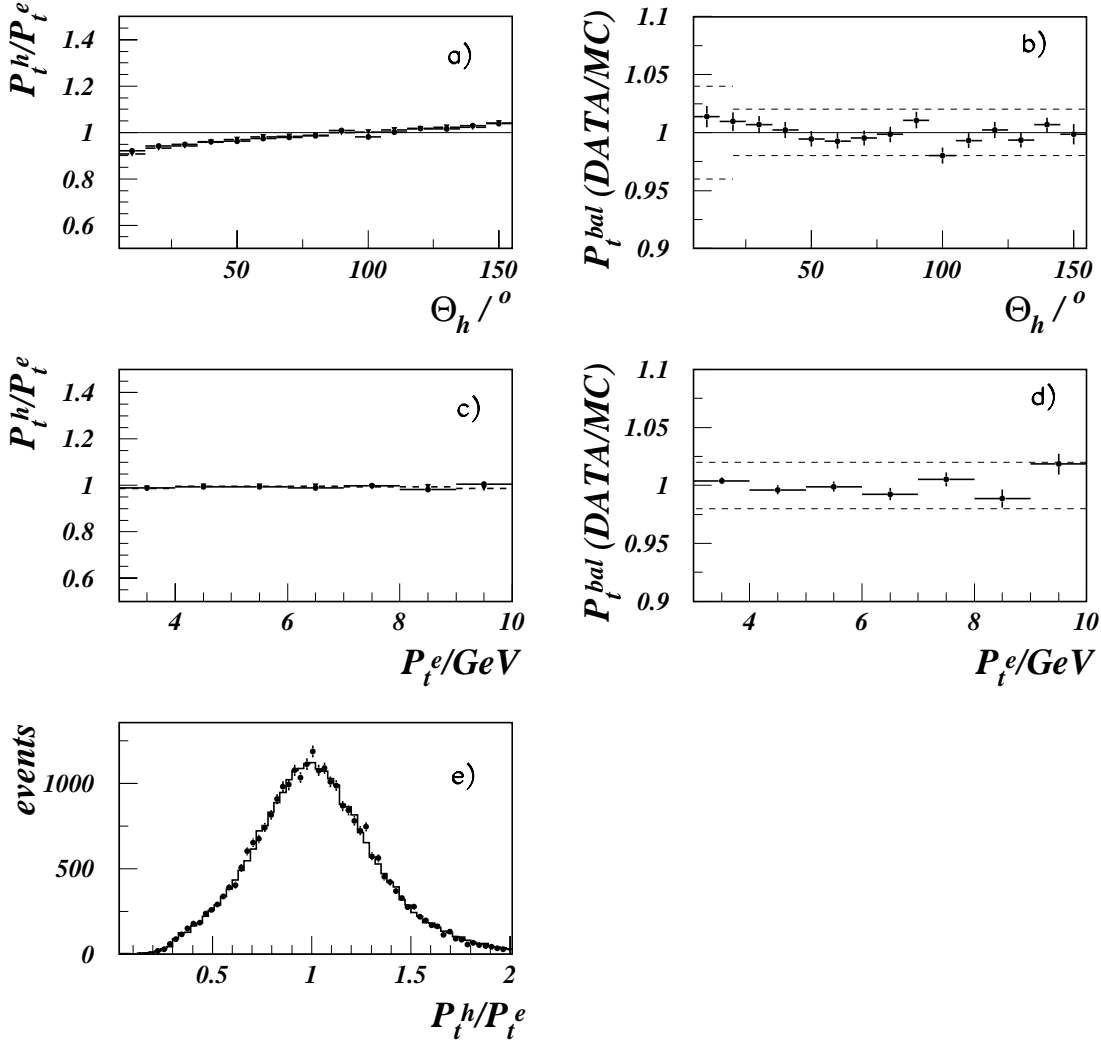 P_t^h/P_t^e
1.4
1.2
1
0.8
0.6
a)
50
100
150
Θ_h / °
P_t^bal (DATA/MC)
1.1
1.05
1
0.95
0.9
b)
50
100
150
Θ_h / °
P_t^h/P_t^e
1.4
1.2
1
0.8
0.6
c)
4
6
8
10
P_t^e/GeV
P_t^bal (DATA/MC)
1.1
1.05
1
0.95
0.9
d)
4
6
8
10
P_t^e/GeV
events
1000
500
0
e)
0.5
1
1.5
2
P_t^h/P_t^e